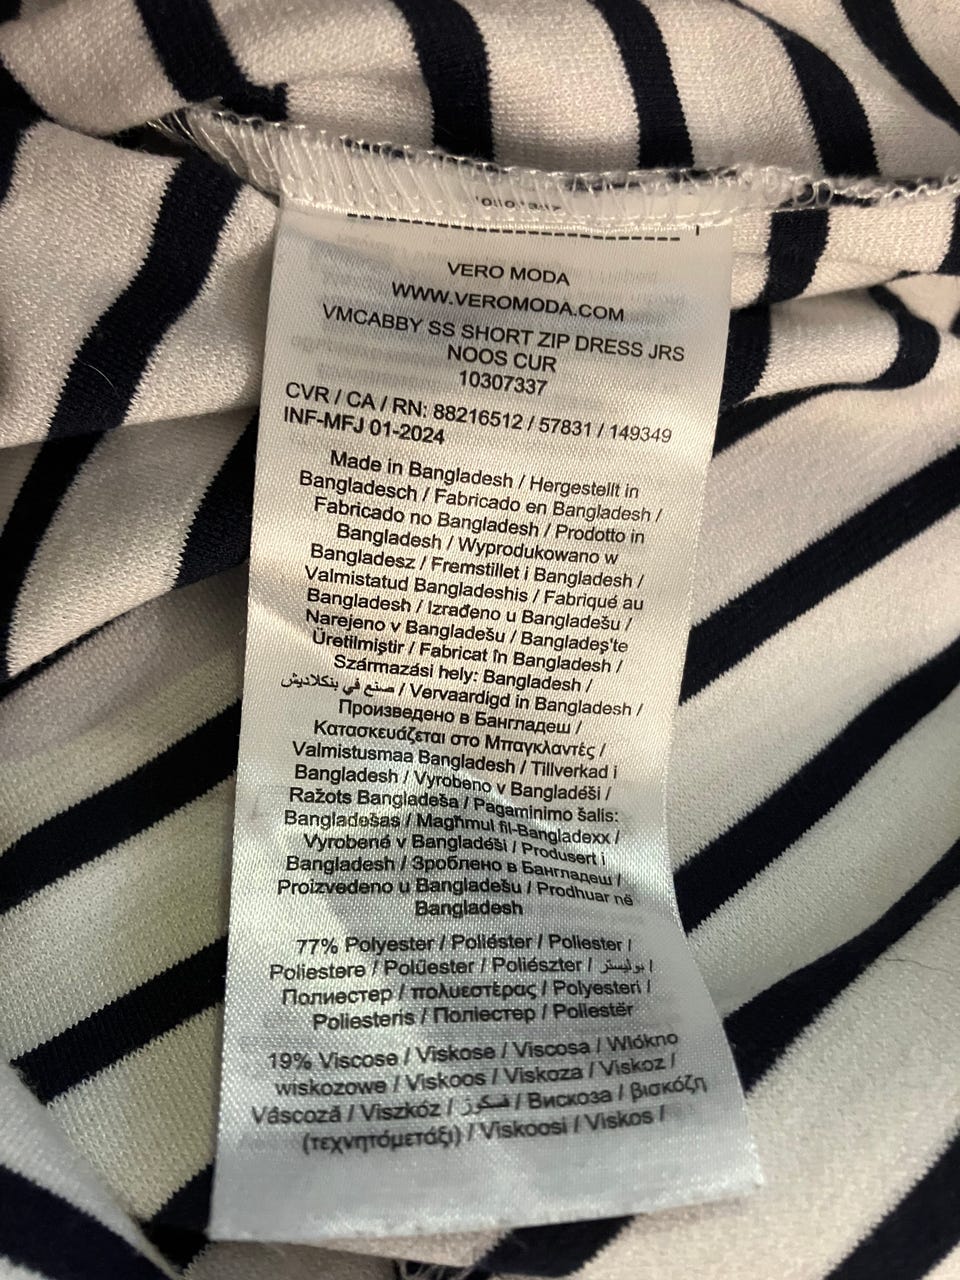 VERO MODA
WWW.VEROMODA.COM
VMCABBY SS SHORT ZIP DRESS JRS
NOOS CUR
10307337
CVR / CA / RN: 88216512 / 57831 / 149349
INF-MFJ 01-2024
Made in Bangladesh / Hergestellt in
Bangladesch / Fabricado en Bangladesh /
Fabricado no Bangladesh / Prodotto in
Bangladesh / Wyprodukowano w
Bangladesz / Fremstillet i Bangladesh /
Valmistatud Bangladeshis / Fabriqué au
Bangladesh / Izrađeno u Bangladešu /
Narejeno v Bangladešu / Bangladeş'te
Üretilmiştir / Fabricat în Bangladesh /
Származási hely: Bangladesh /
صنع في بنكلاديش / Vervaardigd in Bangladesh /
Произведено в Бангладеш /
Κατασκευάζεται στο Μπαγκλαντές /
Valmistusmaa Bangladesh / Tillverkad i
Bangladesh / Vyrobeno v Bangladéši /
Ražots Bangladeša / Pagaminimo šalis:
Bangladešas / Magħmul fil-Bangladexx /
Vyrobené v Bangladéši / Produsert i
Bangladesh / Зроблено в Бангладеш /
Proizvedeno u Bangladešu / Prodhuar në
Bangladesh
77% Polyester / Poliéster / Poliester /
Poliestere / Polüester / Poliészter / بوليستر /
Полиестер / πολυεστέρας / Polyesteri /
Poliesteris / Поліестер / Poliestër
19% Viscose / Viskose / Viscosa / Włókno
wiskozowe / Viskoos / Viskoza / Viskoz /
Vâscoză / Viszkóz / فسكوز / Вискоза / βισκόζη
(τεχνητόμετάξι) / Viskoosi / Viskos /